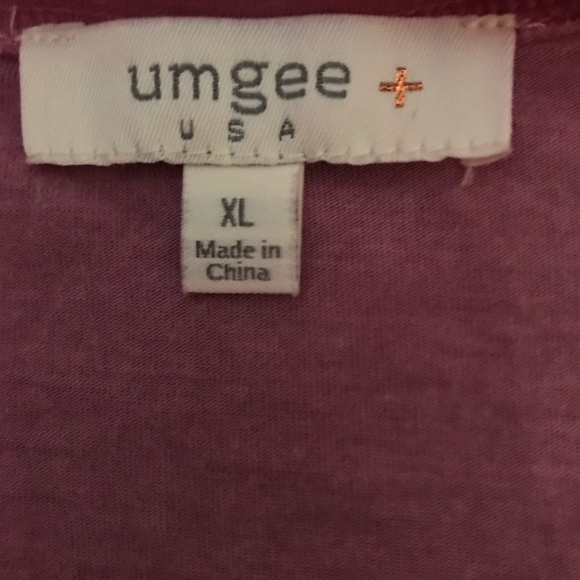 umgee +
USA
XL
Made in
China